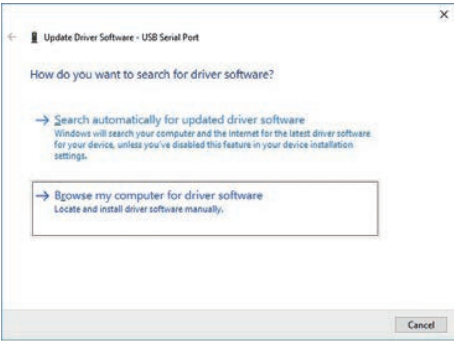 Update Driver Software - USB Serial Port
How do you want to search for driver software?
Search automatically for updated driver software
Windows will search your computer and the Internet for the latest driver software
for your device, unless you've disabled this feature in your device installation
settings.
Browse my computer for driver software
Locate and install driver software manually.
Cancel